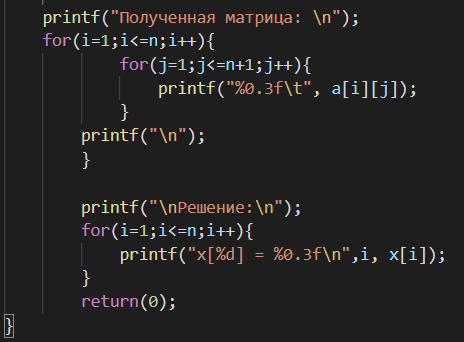 printf("Полученная матрица: \n");
for(i=1;i<=n;i++){
for(j=1;j<=n+1;j++){
printf("%0.3f\t", a[i][j]);
}
printf("\n");
}
printf("\nРешение:\n");
for(i=1;i<=n;i++){
printf("x[%d] = %0.3f\n",i, x[i]);
}
return(0);
}